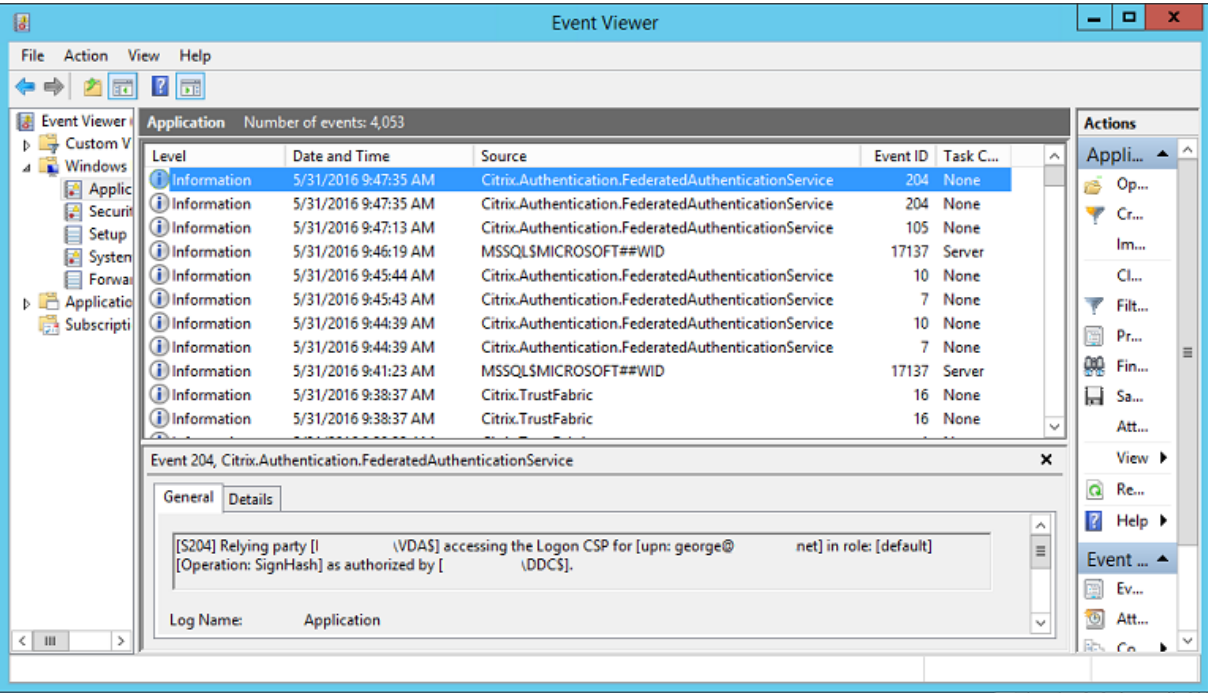 Event Viewer
File Action View Help
Event Viewer
Application Number of events: 4,053
Actions
Custom V
Windows
Applic
Securit
Setup
System
Forwar
Applicatio
Subscripti
Level Date and Time Source Event ID Task C...
Information 5/31/2016 9:47:35 AM Citrix.Authentication.FederatedAuthenticationService 204 None
Information 5/31/2016 9:47:35 AM Citrix.Authentication.FederatedAuthenticationService 204 None
Information 5/31/2016 9:47:13 AM Citrix.Authentication.FederatedAuthenticationService 105 None
Information 5/31/2016 9:46:19 AM MSSQL$MICROSOFT##WID 17137 Server
Information 5/31/2016 9:45:44 AM Citrix.Authentication.FederatedAuthenticationService 10 None
Information 5/31/2016 9:45:43 AM Citrix.Authentication.FederatedAuthenticationService 7 None
Information 5/31/2016 9:44:39 AM Citrix.Authentication.FederatedAuthenticationService 10 None
Information 5/31/2016 9:44:39 AM Citrix.Authentication.FederatedAuthenticationService 7 None
Information 5/31/2016 9:41:23 AM MSSQL$MICROSOFT##WID 17137 Server
Information 5/31/2016 9:38:37 AM Citrix.TrustFabric 16 None
Information 5/31/2016 9:38:37 AM Citrix.TrustFabric 16 None
Event 204, Citrix.Authentication.FederatedAuthenticationService
General Details
[S204] Relying party [I \VDA$] accessing the Logon CSP for [upn: george@ .net] in role: [default]
[Operation: SignHash] as authorized by [ \DDC$].
Log Name: Application
Appli...
Op...
Cr...
Im...
Cl...
Filt...
Pr...
Fin...
Sa...
Att...
View
Re...
Help
Event ...
Ev...
Att...
Co...